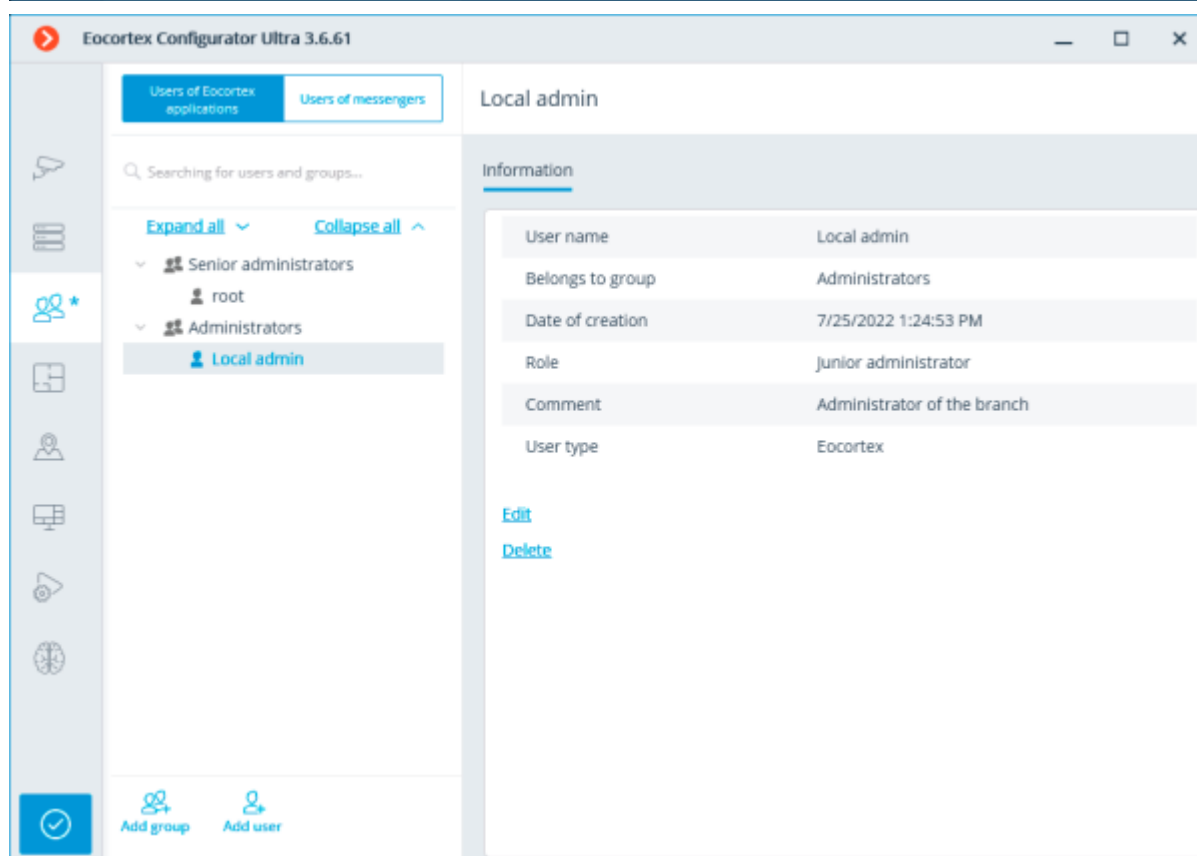 Eocortex Configurator Ultra 3.6.61
Users of Eocortex
applications
Users of messengers
Local admin
Searching for users and groups...
Information
Expand all
Collapse all
Senior administrators
root
Administrators
Local admin
User name Local admin
Belongs to group Administrators
Date of creation 7/25/2022 1:24:53 PM
Role Junior administrator
Comment Administrator of the branch
User type Eocortex
Edit
Delete
*
Add group
Add user